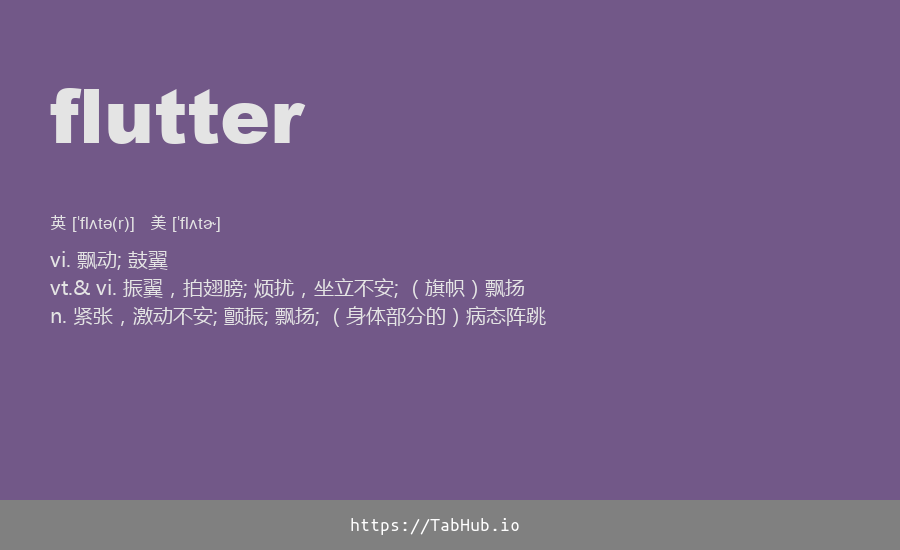 flutter
英 [ˈflʌtə(r)] 美 [ˈflʌtɚ]
vi. 飘动; 鼓翼
vt.& vi. 振翼，拍翅膀; 烦扰，坐立不安; （旗帜）飘扬
n. 紧张，激动不安; 颤振; 飘扬; （身体部分的）病态阵跳
https://TabHub.io